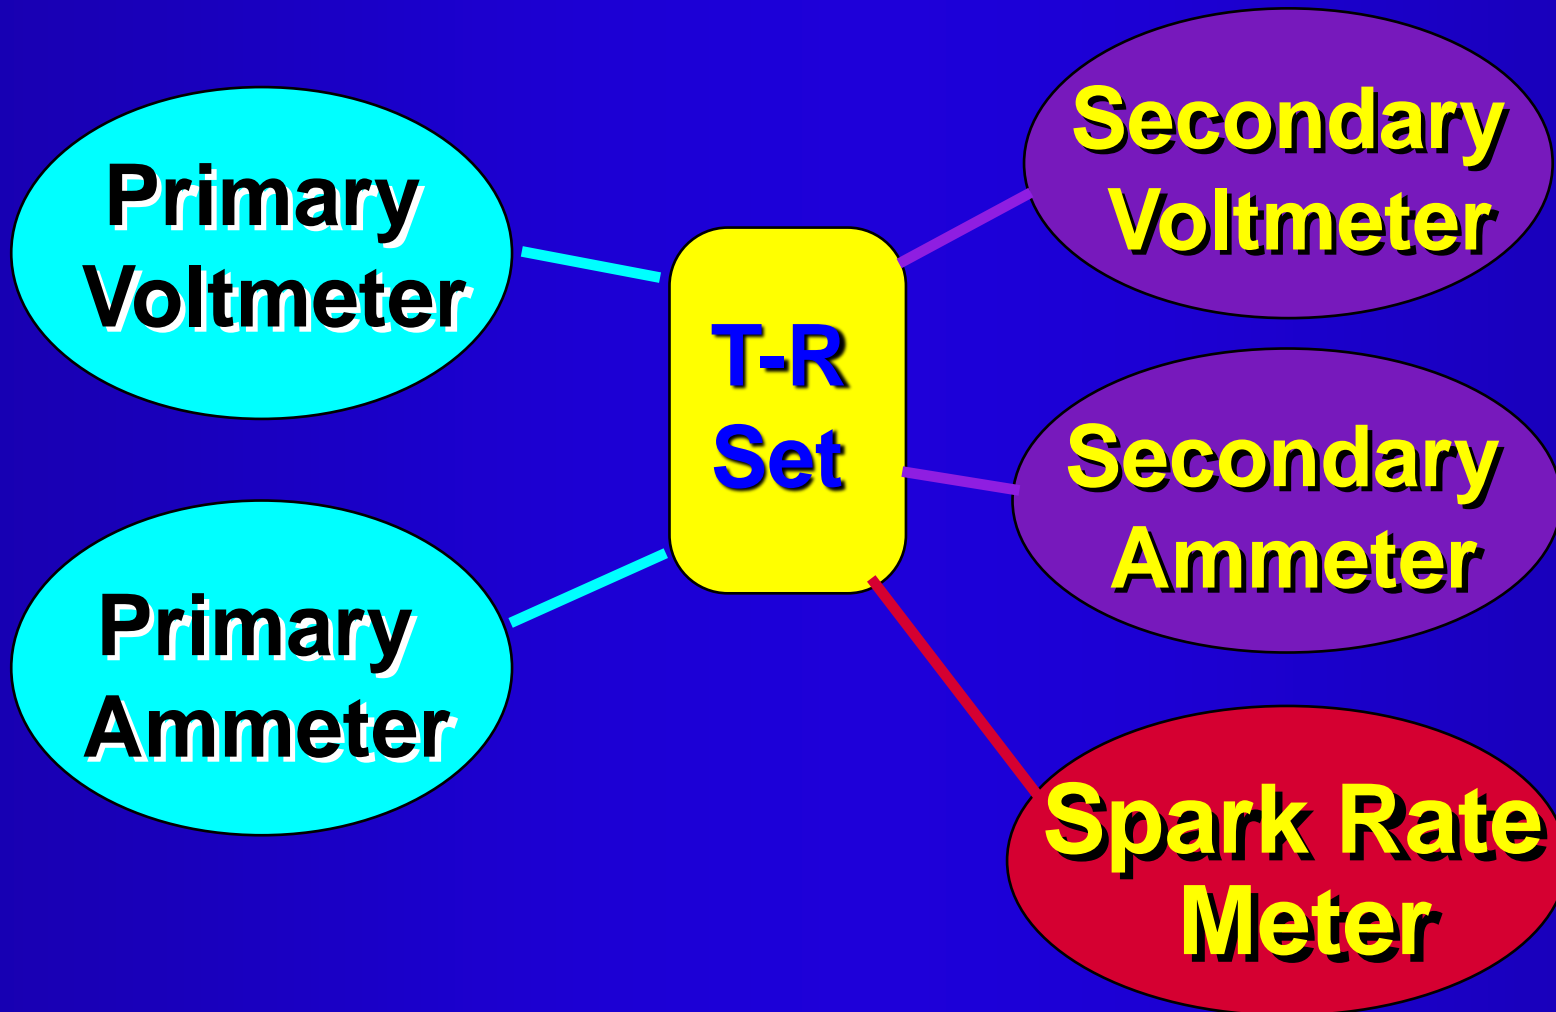 Primary
Voltmeter
Primary
Ammeter
T-R
Set
Secondary
Voltmeter
Secondary
Ammeter
Spark Rate
Meter